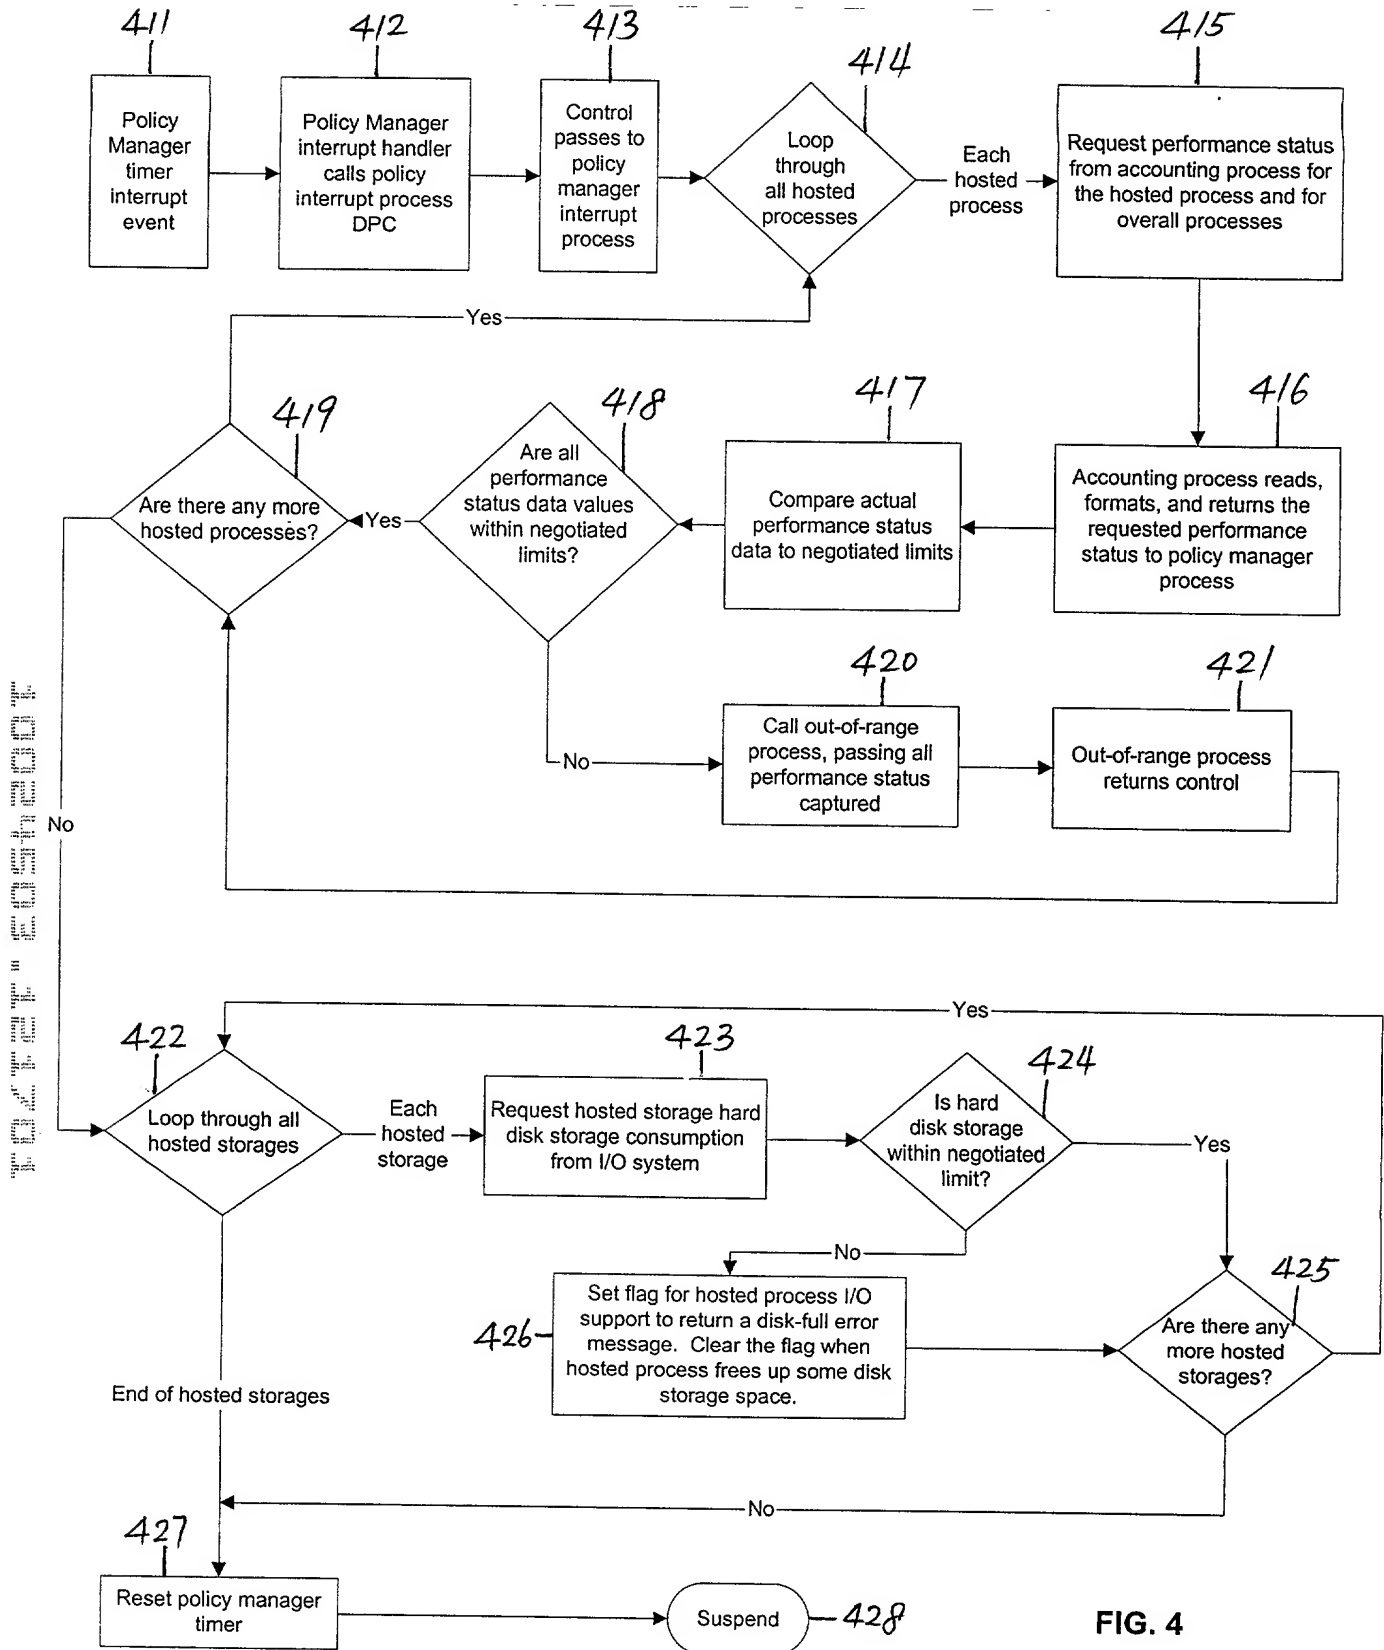 411
412
413
414
415
Policy
Manager
timer
interrupt
event
Policy Manager
interrupt handler
calls policy
interrupt process
DPC
Control
passes to
policy
manager
interrupt
process
Loop
through
all hosted
processes
Each
hosted
process
Request performance status
from accounting process for
the hosted process and for
overall processes
Yes
419
418
417
416
Are there any more
hosted processes?
Yes
Are all
performance
status data values
within negotiated
limits?
Compare actual
performance status
data to negotiated limits
Accounting process reads,
formats, and returns the
requested performance
status to policy manager
process
420
421
No
Call out-of-range
process, passing all
performance status
captured
Out-of-range process
returns control
No
Yes
422
423
424
Loop through all
hosted storages
Each
hosted
storage
Request hosted storage hard
disk storage consumption
from I/O system
Is hard
disk storage
within negotiated
limit?
Yes
No
425
426
Set flag for hosted process I/O
support to return a disk-full error
message. Clear the flag when
hosted process frees up some disk
storage space.
Are there any
more hosted
storages?
End of hosted storages
No
427
Reset policy manager
timer
Suspend
428
FIG. 4